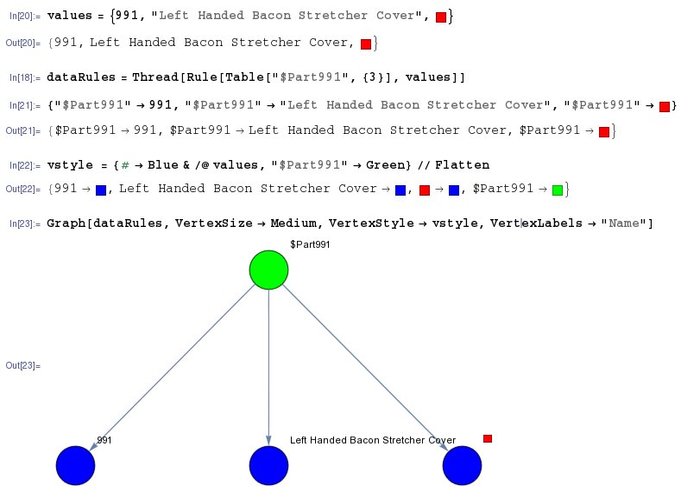 In[20]:= values = {991, "Left Handed Bacon Stretcher Cover", }
Out[20]= {991, Left Handed Bacon Stretcher Cover, }
In[18]:= dataRules = Thread[Rule[Table["$Part991", {3}], values]]
In[21]:= {"$Part991" → 991, "$Part991" → "Left Handed Bacon Stretcher Cover", "$Part991" → }
Out[21]= {$Part991 → 991, $Part991 → Left Handed Bacon Stretcher Cover, $Part991 → }
In[22]:= vstyle = {# → Blue & /@ values, "$Part991" → Green} // Flatten
Out[22]= {991 → , Left Handed Bacon Stretcher Cover → , → , $Part991 → }
In[23]:= Graph[dataRules, VertexSize → Medium, VertexStyle → vstyle, VertexLabels → "Name"]
$Part991
Out[23]=
991
Left Handed Bacon Stretcher Cover